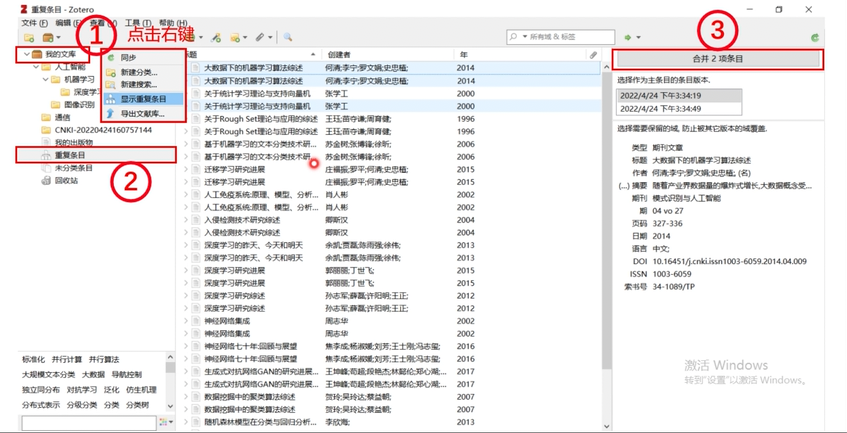 重复条目 - Zotero
文件 (F) 编辑 (E) 查看 (V) 工具 (T) 帮助 (H)
① 点击右键
③
所有域 & 标签
我的文库
人工智能
机器学习
深度学习
图像识别
通信
CNKI-20220424160757144
我的出版物
重复条目
未分类条目
回收站
②
同步
新建分类...
新建搜索...
显示重复条目
导出文献库...
标题 创建者 年
大数据下的机器学习算法综述 何清;李宁;罗文娟;史忠植; 2014
大数据下的机器学习算法综述 何清;李宁;罗文娟;史忠植; 2014
关于统计学习理论与支持向量机 张学工 2000
关于统计学习理论与支持向量机 张学工 2000
关于Rough Set理论与应用的综述 王珏;苗夺谦;周育健; 1996
关于Rough Set理论与应用的综述 王珏;苗夺谦;周育健; 1996
基于机器学习的文本分类技术研... 苏金树;张博锋;徐昕; 2006
基于机器学习的文本分类技术研... 苏金树;张博锋;徐昕; 2006
迁移学习研究进展 庄福振;罗平;何清;史忠植; 2015
迁移学习研究进展 庄福振;罗平;何清;史忠植; 2015
人工免疫系统:原理、模型、分析... 肖人彬 2002
人工免疫系统:原理、模型、分析... 肖人彬 2002
入侵检测技术研究综述 卿斯汉 2004
入侵检测技术研究综述 卿斯汉 2004
深度学习的昨天、今天和明天 余凯;贾磊;陈雨强;徐伟; 2013
深度学习的昨天、今天和明天 余凯;贾磊;陈雨强;徐伟; 2013
深度学习研究进展 郭丽丽;丁世飞; 2015
深度学习研究进展 郭丽丽;丁世飞; 2015
深度学习研究综述 孙志军;薛磊;许阳明;王正; 2012
深度学习研究综述 孙志军;薛磊;许阳明;王正; 2012
神经网络集成 周志华 2002
神经网络集成 周志华 2002
神经网络七十年:回顾与展望 焦李成;杨淑媛;刘芳;王士刚;冯志玺; 2016
神经网络七十年:回顾与展望 焦李成;杨淑媛;刘芳;王士刚;冯志玺; 2016
生成式对抗网络GAN的研究进展... 王坤峰;苟超;段艳杰;林懿伦;郑心湖;... 2017
生成式对抗网络GAN的研究进展... 王坤峰;苟超;段艳杰;林懿伦;郑心湖;... 2017
数据挖掘中的聚类算法综述 贺玲;吴玲达;蔡益朝; 2007
数据挖掘中的聚类算法综述 贺玲;吴玲达;蔡益朝; 2007
随机森林模型在分类与回归分析... 李欣海; 2013
标准化 并行计算 并行算法
大规模文本分类 大数据 导航控制
独立同分布 对抗学习 泛化 仿生机理
分布式表示 分级分类 分类 分类树
合并 2 项条目
选择作为主条目的条目版本.
2022/4/24 下午3:34:19
2022/4/24 下午3:34:49
选择需要保留的域, 防止被其它版本的域覆盖.
类型 期刊文章
标题 大数据下的机器学习算法综述
作者 何清;李宁;罗文娟;史忠植; (名)
(...) 摘要 随着产业界数据量的爆炸式增长,大数据概念受...
期刊 模式识别与人工智能
期 04 vo 27
页码 327-336
日期 2014
语言 中文;
DOI 10.16451/j.cnki.issn1003-6059.2014.04.009
ISSN 1003-6059
索书号 34-1089/TP
激活 Windows
转到"设置"以激活 Windows。